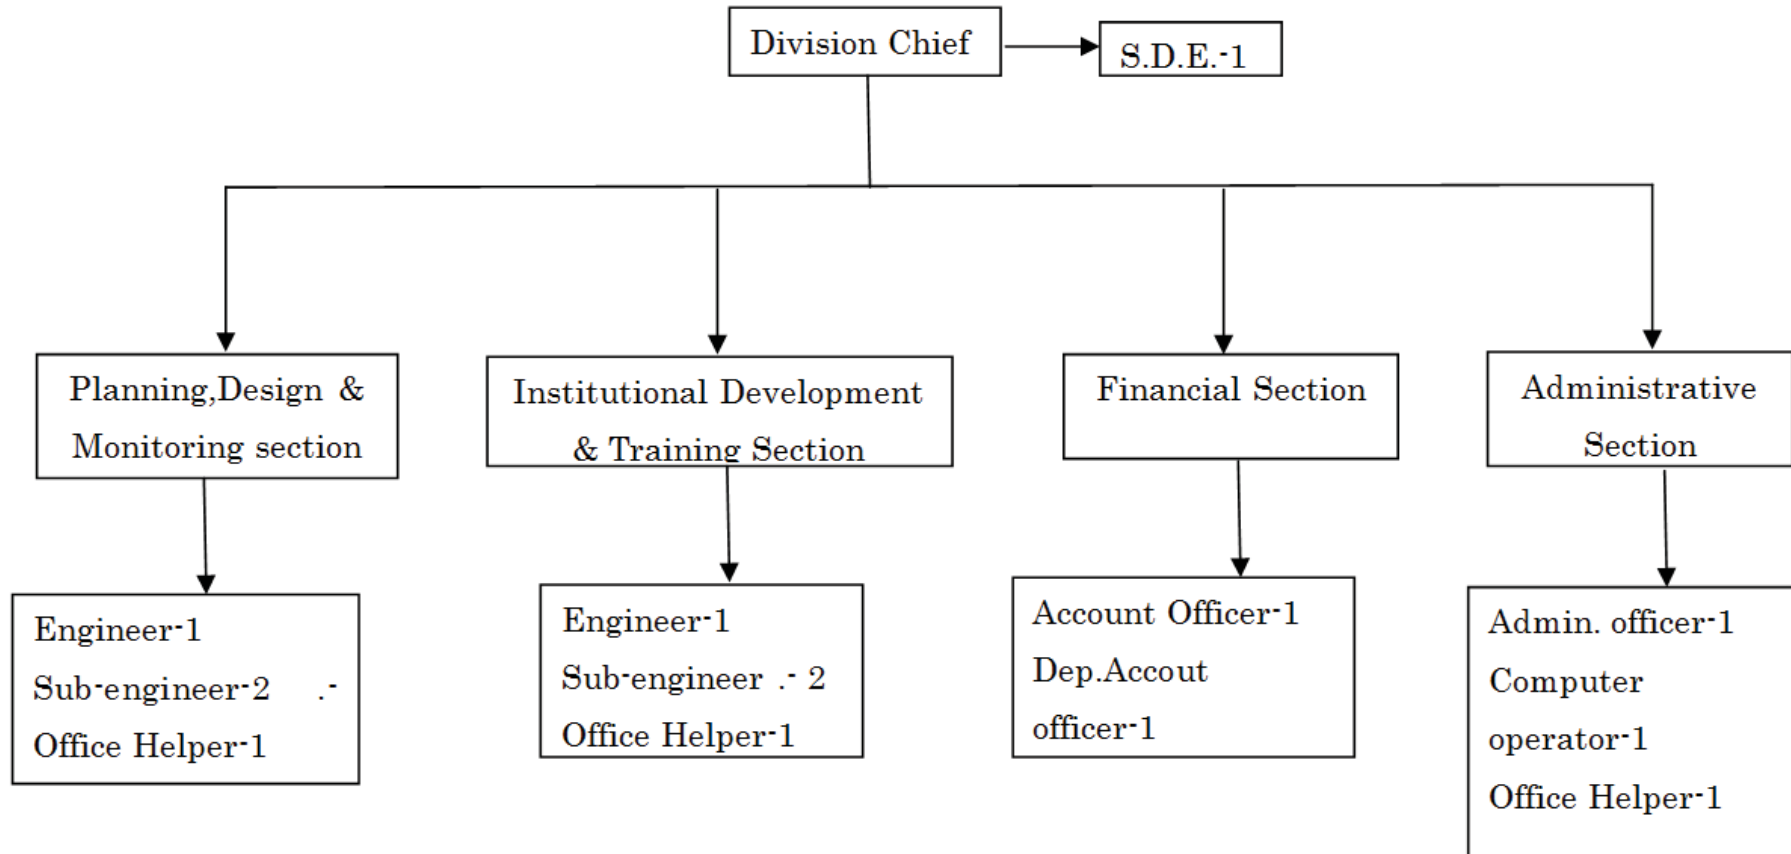 Division Chief
S.D.E.-1
Planning,Design &
Monitoring section
Institutional Development
& Training Section
Financial Section
Administrative
Section
Engineer-1
Sub-engineer-2 .-
Office Helper-1
Engineer-1
Sub-engineer .- 2
Office Helper-1
Account Officer-1
Dep.Accout
officer-1
Admin. officer-1
Computer
operator-1
Office Helper-1